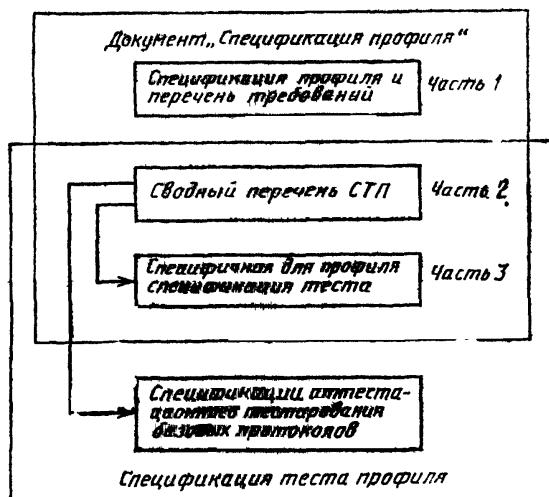 Документ „Спецификация профиля“
Спецификация профиля и
перечень требований
Часть 1
Сводный перечень СТП
Часть 2.
Специфичная для профиля
спецификация теста
Часть 3
Спецификации аттеста-
ционного тестирования
базовых протоколов
Спецификация теста профиля